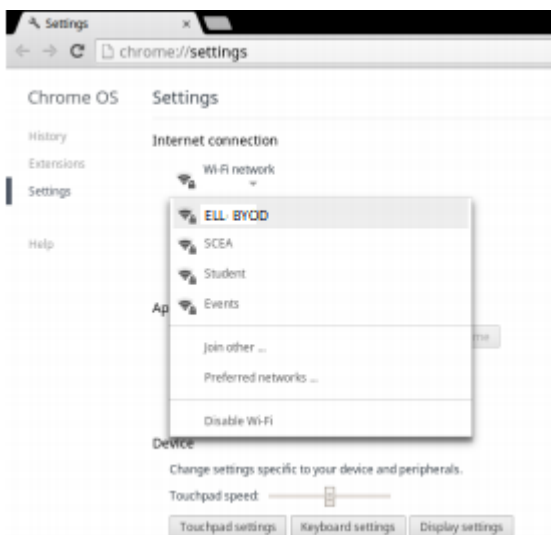 Settings
chrome://settings
Chrome OS
Settings
History
Extensions
Settings
Help
Internet connection
Wi-Fi network
ELL- BYOD
SCEA
Student
Events
Ap
me
Join other ...
Preferred networks ...
Disable Wi-Fi
Device
Change settings specific to your device and peripherals.
Touchpad speed:
Touchpad settings
Keyboard settings
Display settings